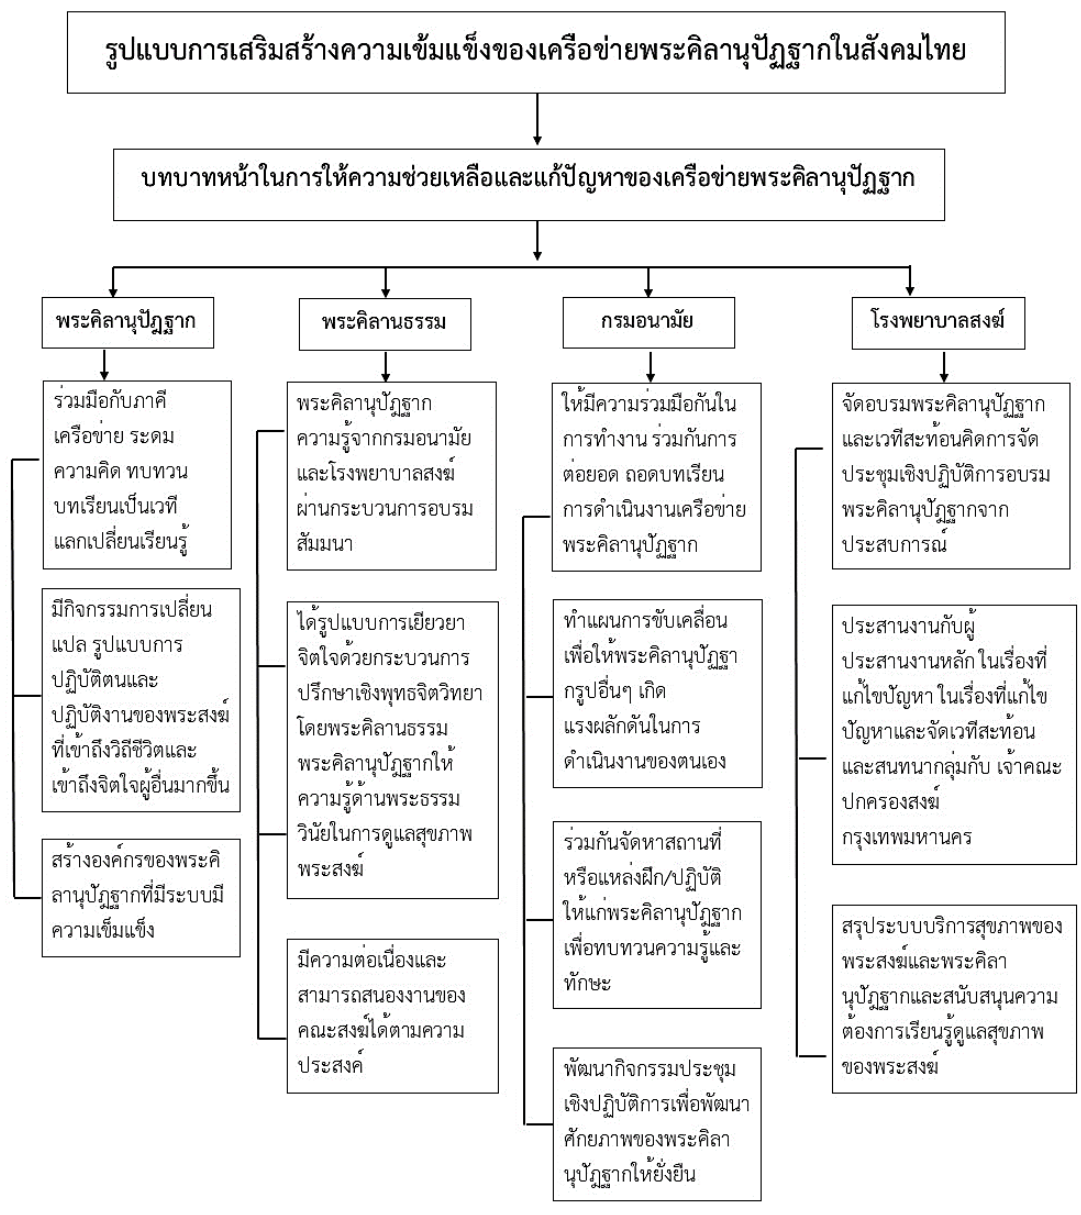 รูปแบบการเสริมสร้างความเข้มแข็งของเครือข่ายพระคิลานุปัฏฐากในสังคมไทย
บทบาทหน้าในการให้ความช่วยเหลือและแก้ปัญหาของเครือข่ายพระคิลานุปัฏฐาก
พระคิลานุปัฏฐาก
ร่วมมือกับภาคี
เครือข่าย ระดม
ความคิด ทบทวน
บทเรียนเป็นเวที
แลกเปลี่ยนเรียนรู้
มีกิจกรรมการเปลี่ยน
แปล รูปแบบการ
ปฏิบัติตนและ
ปฏิบัติงานของพระสงฆ์
ที่เข้าถึงวิถีชีวิตและ
เข้าถึงจิตใจผู้อื่นมากขึ้น
สร้างองค์กรของพระคิ
ลานุปัฏฐากที่มีระบบมี
ความเข็มแข็ง
พระคิลานธรรม
พระคิลานุปัฏฐาก
ความรู้จากกรมอนามัย
และโรงพยาบาลสงฆ์
ผ่านกระบวนการอบรม
สัมมนา
ได้รูปแบบการเยียวยา
จิตใจด้วยกระบวนการ
ปรึกษาเชิงพุทธจิตวิทยา
โดยพระคิลานธรรม
พระคิลานุปัฏฐากให้
ความรู้ด้านพระธรรม
วินัยในการดูแลสุขภาพ
พระสงฆ์
มีความต่อเนื่องและ
สามารถสนองงานของ
คณะสงฆ์ได้ตามความ
ประสงค์
กรมอนามัย
ให้มีความร่วมมือกันใน
การทำงาน ร่วมกันการ
ต่อยอด ถอดบทเรียน
การดำเนินงานเครือข่าย
พระคิลานุปัฏฐาก
ทำแผนการขับเคลื่อน
เพื่อให้พระคิลานุปัฏฐา
กรูปอื่นๆ เกิด
แรงผลักดันในการ
ดำเนินงานของตนเอง
ร่วมกันจัดหาสถานที่
หรือแหล่งฝึก/ปฏิบัติ
ให้แก่พระคิลานุปัฏฐาก
เพื่อทบทวนความรู้และ
ทักษะ
พัฒนากิจกรรมประชุม
เชิงปฏิบัติการเพื่อพัฒนา
ศักยภาพของพระคิลา
นุปัฏฐากให้ยั่งยืน
โรงพยาบาลสงฆ์
จัดอบรมพระคิลานุปัฏฐาก
และเวทีสะท้อนคิดการจัด
ประชุมเชิงปฏิบัติการอบรม
พระคิลานุปัฏฐากจาก
ประสบการณ์
ประสานงานกับผู้
ประสานงานหลัก ในเรื่องที่
แก้ไขปัญหา ในเรื่องที่แก้ไข
ปัญหาและจัดเวทีสะท้อน
และสนทนากลุ่มกับ เจ้าคณะ
ปกครองสงฆ์
กรุงเทพมหานคร
สรุประบบบริการสุขภาพของ
พระสงฆ์และพระคิลา
นุปัฏฐากและสนับสนุนความ
ต้องการเรียนรู้ดูแลสุขภาพ
ของพระสงฆ์